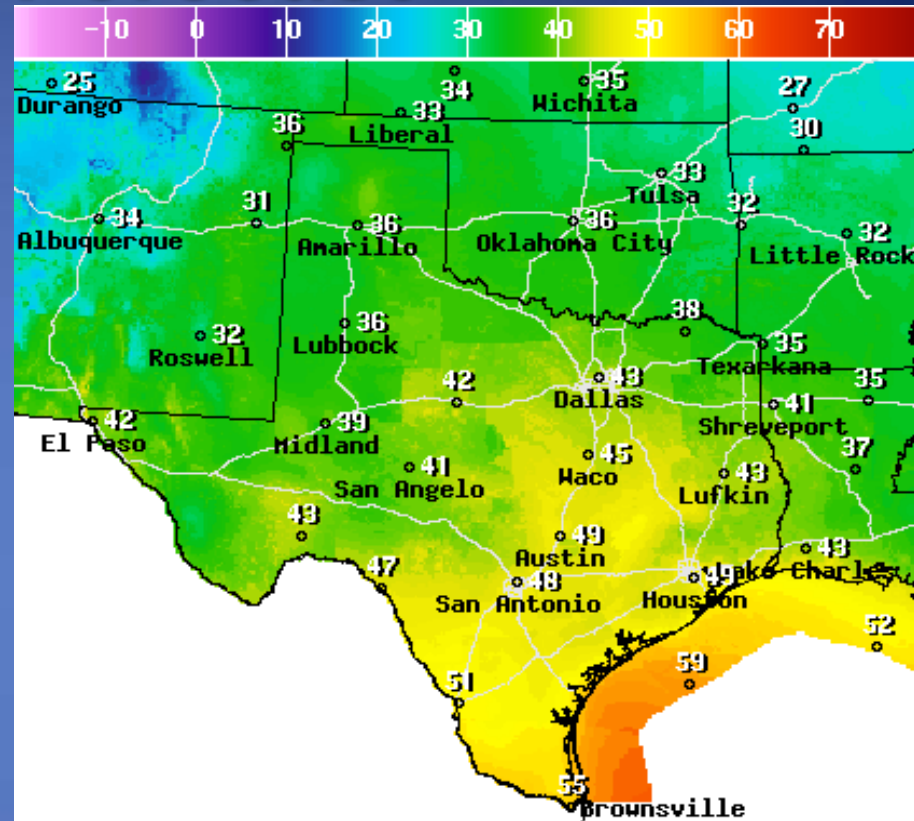 -10 0 10 20 30 40 50 60 70
25
Durango
34
33
Liberal
35
Wichita
27
30
36
33
Tulsa
34
Albuquerque
31
36
Amarillo
36
Oklahoma City
32
32
Little Rock
32
Roswell
36
Lubbock
38
35
Texarkana
43
Dallas
42
35
41
Shreveport
42
El Paso
39
Midland
41
San Angelo
45
Waco
43
Lufkin
37
43
49
Austin
43
Lake Charles
47
48
San Antonio
49
Houston
52
51
59
55
Brownsville